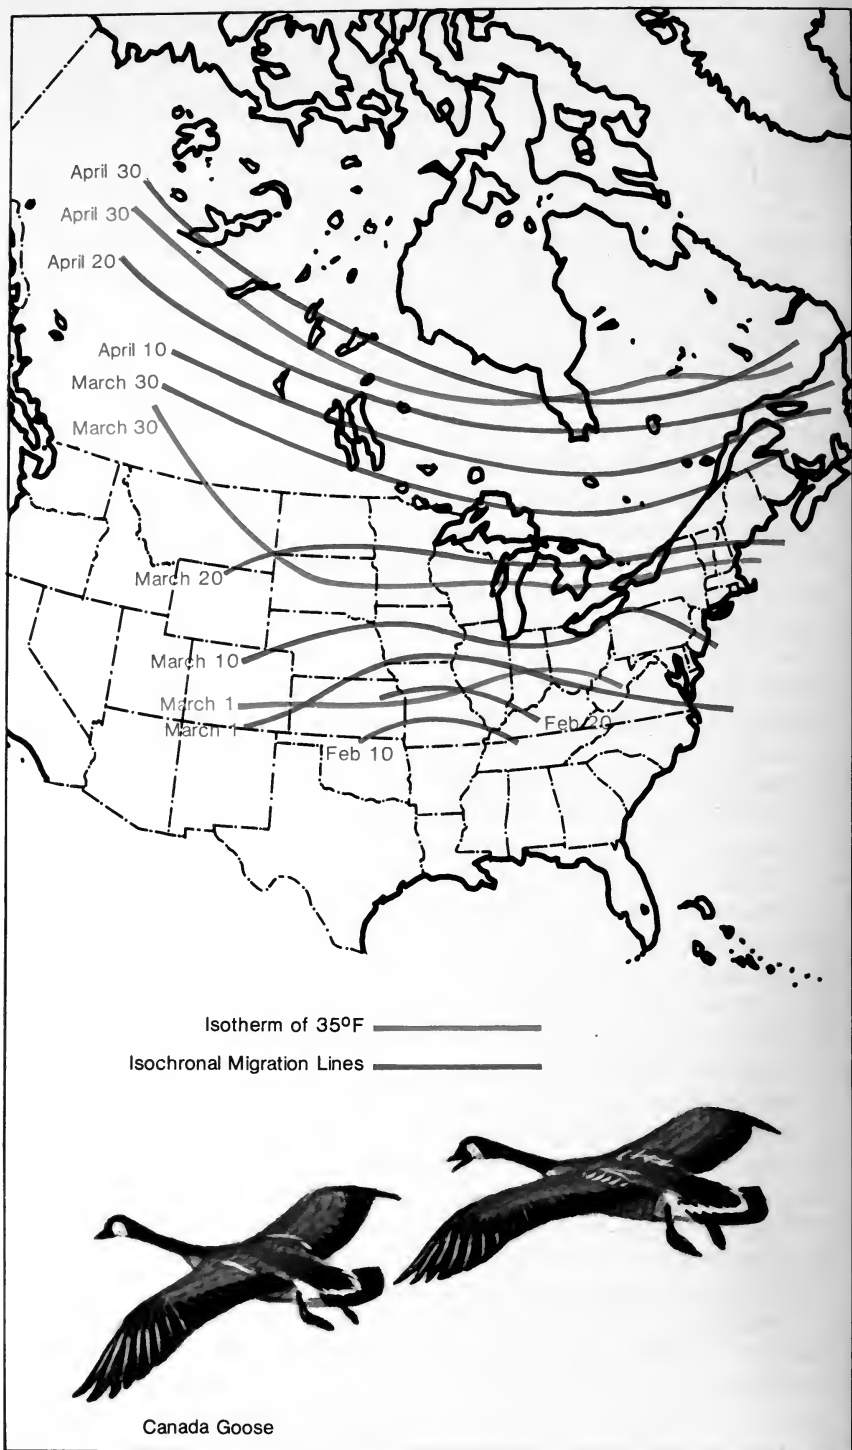 April 30
April 30
April 20
April 10
March 30
March 30
March 20
March 10
March 1
March 1
Feb 20
Feb 10
Isotherm of 35ºF
Isochronal Migration Lines
Canada Goose